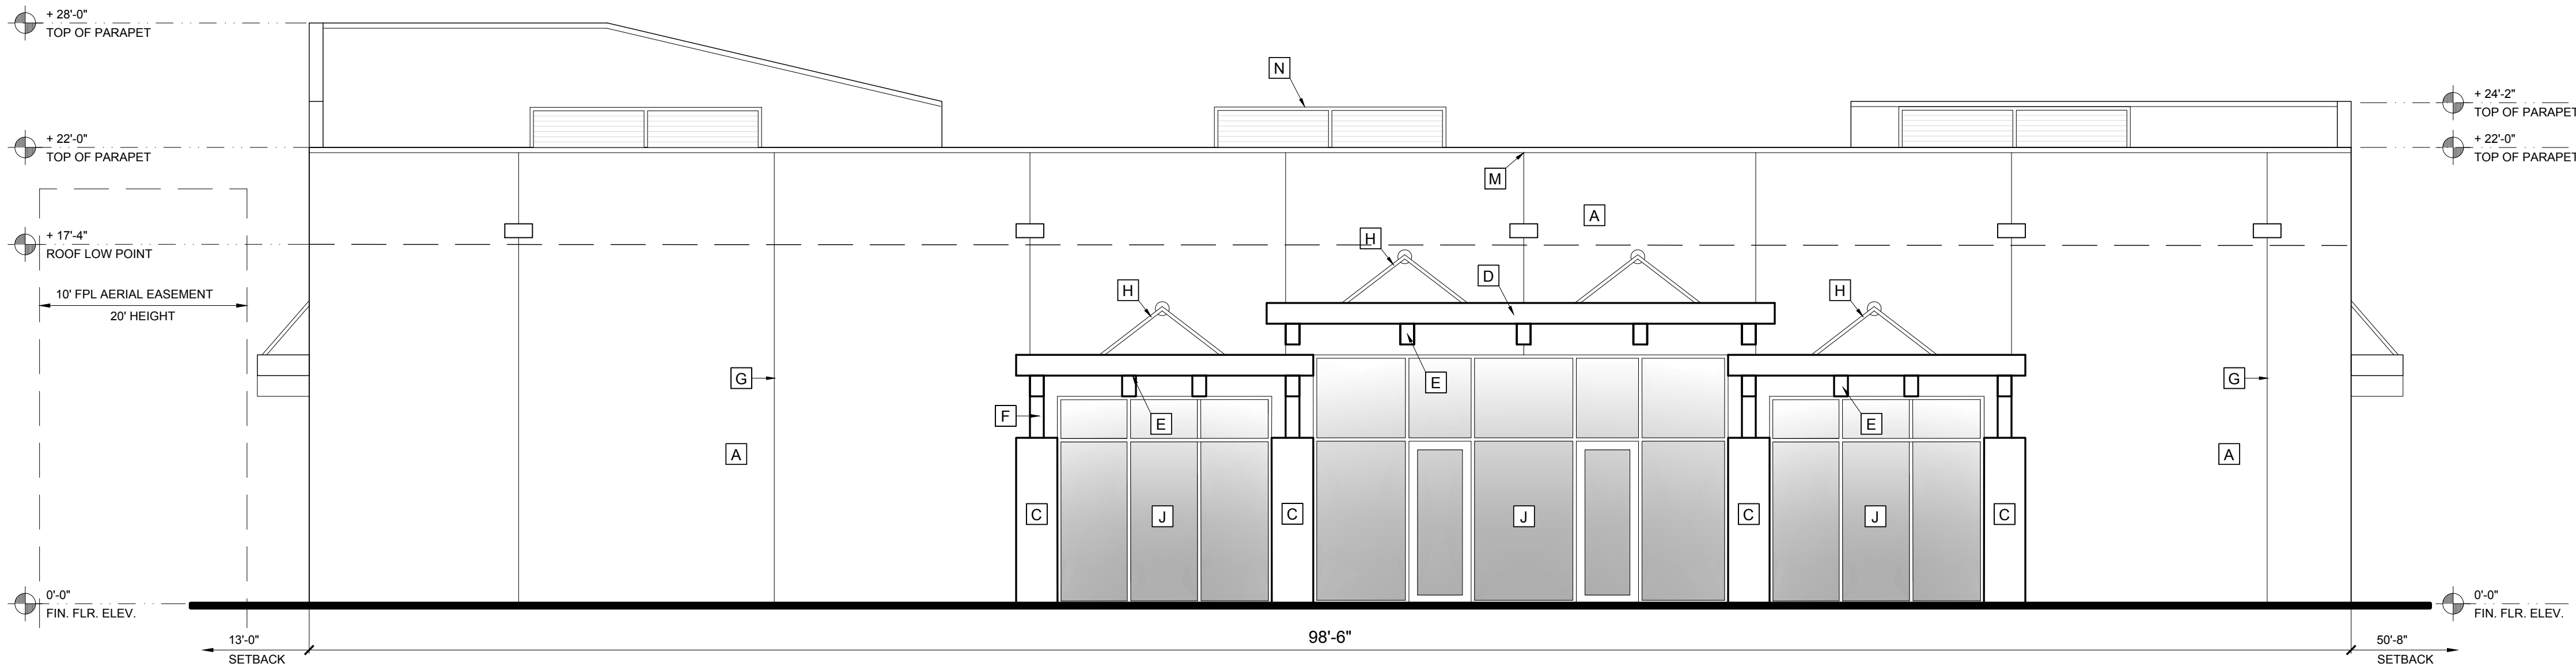 + 28'-0"
TOP OF PARAPET
N
+ 24'-2"
TOP OF PARAPET
+ 22'-0"
TOP OF PARAPET
+ 22'-0"
TOP OF PARAPET
M
A
+ 17'-4"
ROOF LOW POINT
H
D
10' FPL AERIAL EASEMENT
20' HEIGHT
H
H
G
E
G
F
E
E
A
A
C
J
C
J
C
J
C
0'-0"
FIN. FLR. ELEV.
0'-0"
FIN. FLR. ELEV.
13'-0"
SETBACK
98'-6"
50'-8"
SETBACK